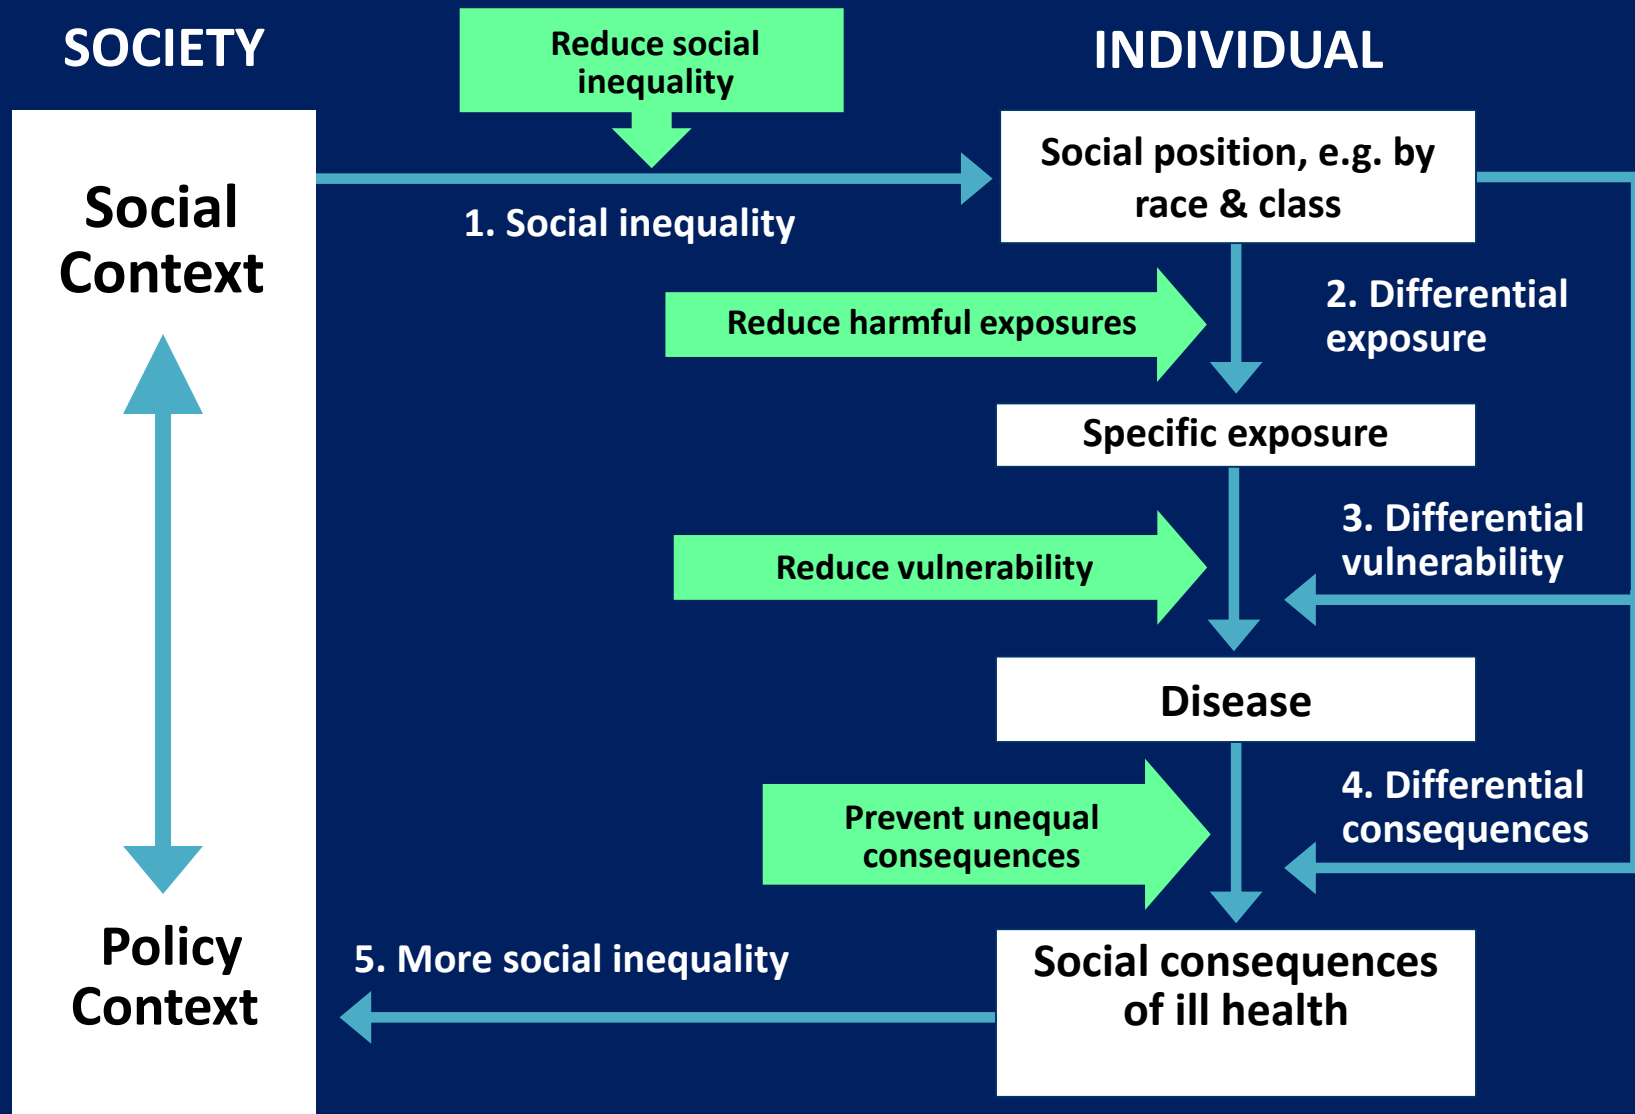 SOCIETY
Reduce social
inequality
INDIVIDUAL
Social
Context
1. Social inequality
Social position, e.g. by
race & class
Reduce harmful exposures
2. Differential
exposure
Specific exposure
Reduce vulnerability
3. Differential
vulnerability
Disease
Prevent unequal
consequences
4. Differential
consequences
Policy
Context
5. More social inequality
Social consequences
of ill health